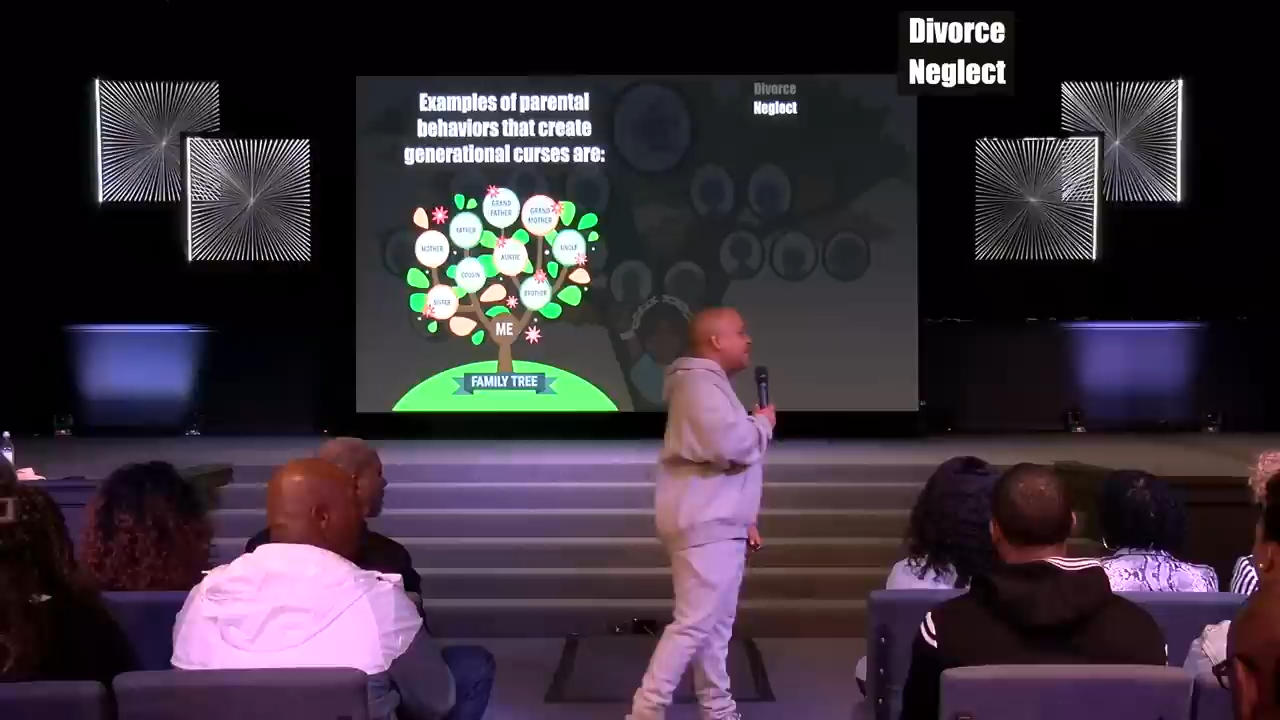 Divorce
Neglect
Examples of parental
behaviors that create
generational curses are:
Divorce
Neglect
GRAND
FATHER
GRAND
MOTHER
FATHER
MOTHER
UNCLE
AUNTIE
COUSIN
SISTER
BROTHER
ME
FAMILY TREE